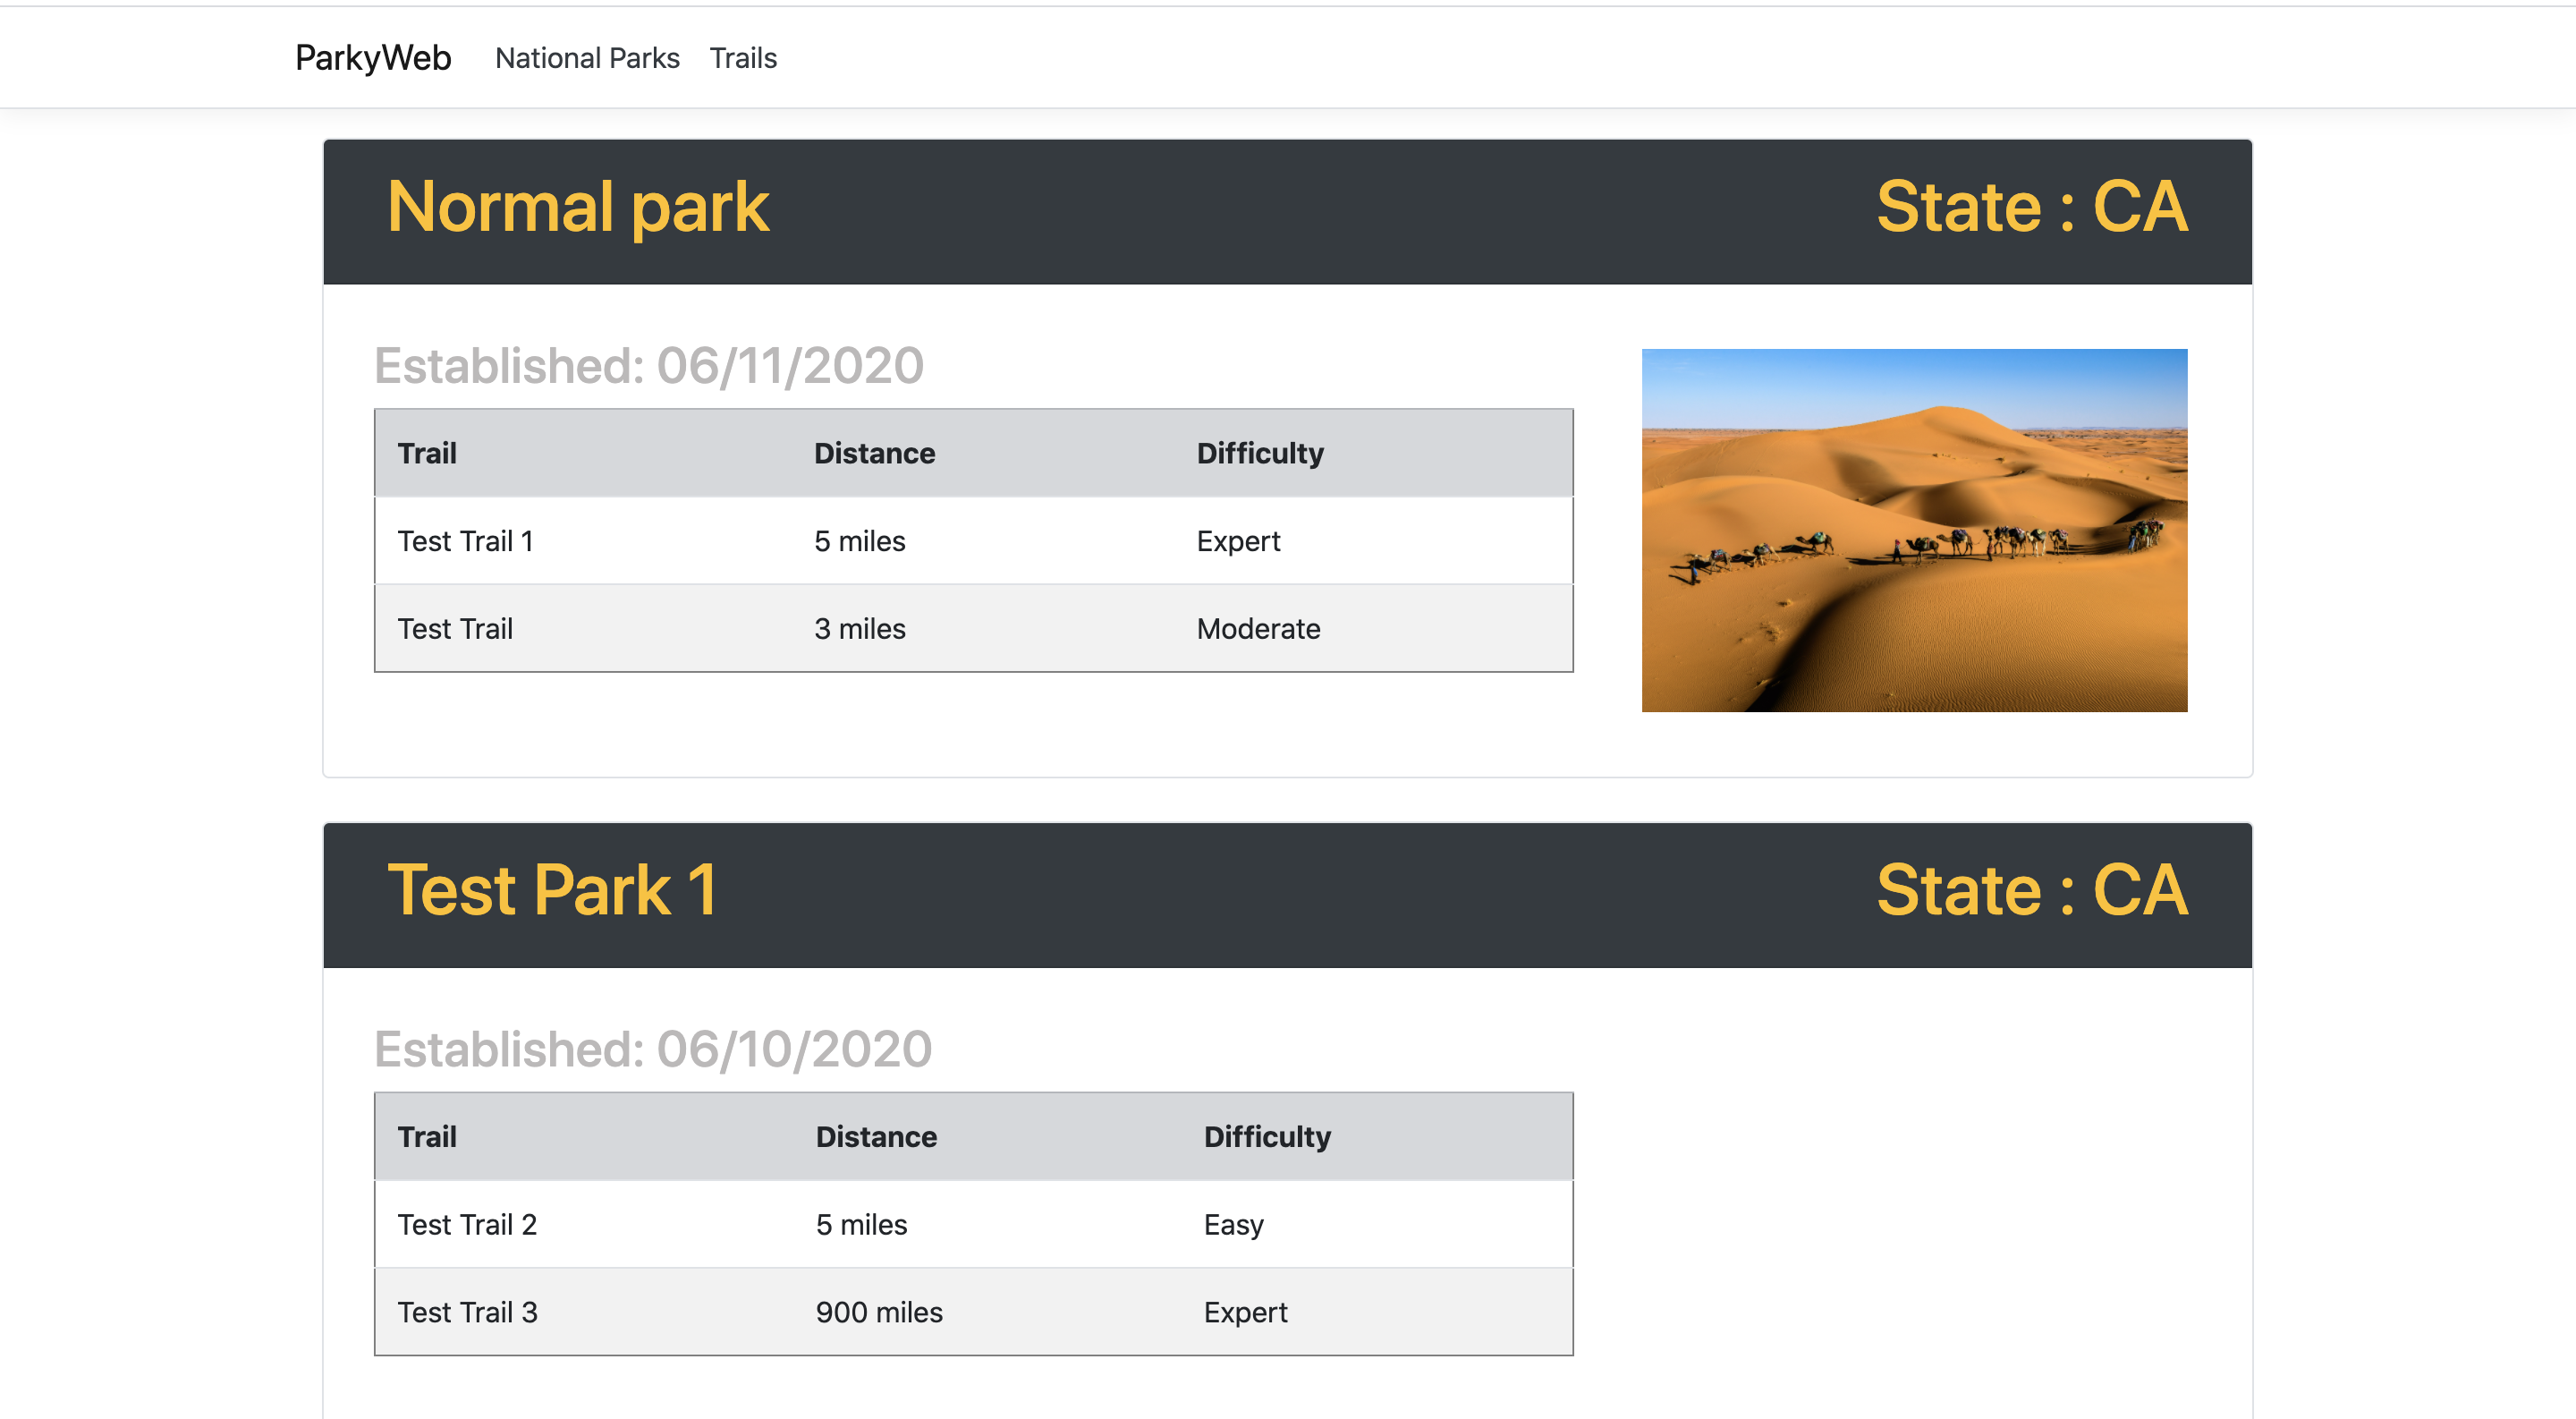 ParkyWeb National Parks Trails
Normal park State : CA
Established: 06/11/2020
Trail Distance Difficulty
Test Trail 1 5 miles Expert
Test Trail 3 miles Moderate
Test Park 1 State : CA
Established: 06/10/2020
Trail Distance Difficulty
Test Trail 2 5 miles Easy
Test Trail 3 900 miles Expert